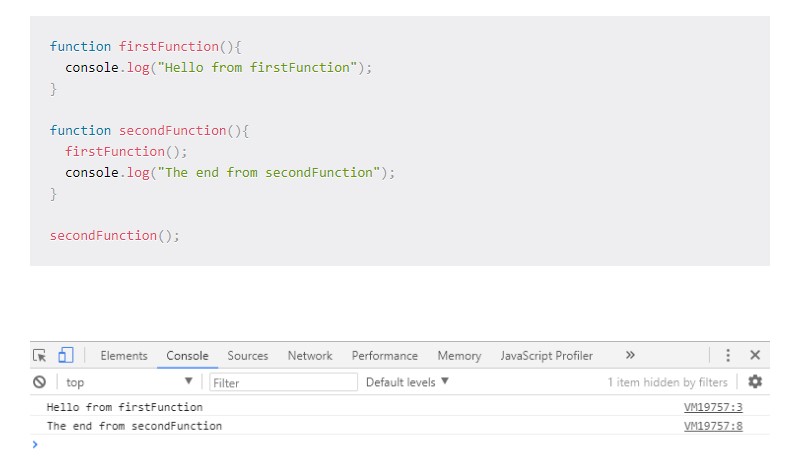 function firstFunction(){
  console.log("Hello from firstFunction");
}

function secondFunction(){
  firstFunction();
  console.log("The end from secondFunction");
}

secondFunction();

Elements Console Sources Network Performance Memory JavaScript Profiler »
top ▼ Filter Default levels ▼ 1 item hidden by filters
Hello from firstFunction VM19757:3
The end from secondFunction VM19757:8
>